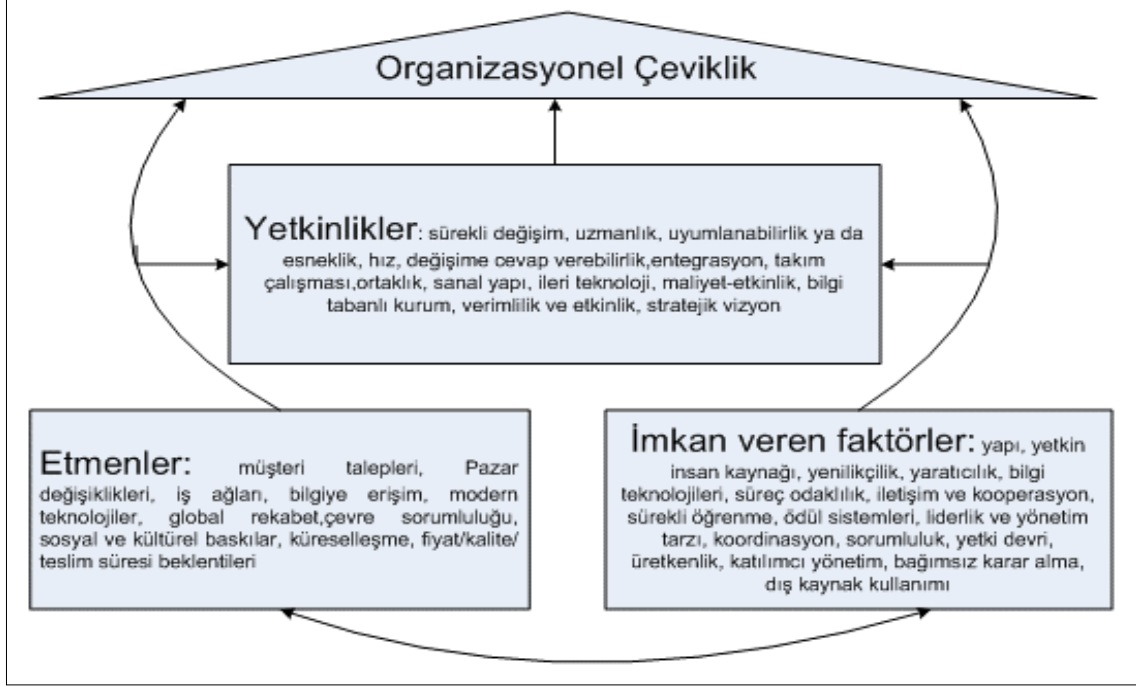 Organizasyonel Çeviklik
Yetkinlikler: sürekli değişim, uzmanlık, uyumlanabilirlik ya da
esneklik, hız, değişime cevap verebilirlik,entegrasyon, takım
çalışması,ortaklık, sanal yapı, ileri teknoloji, maliyet-etkinlik, bilgi
tabanlı kurum, verimlilik ve etkinlik, stratejik vizyon
Etmenler: müşteri talepleri, Pazar
değişiklikleri, iş ağları, bilgiye erişim, modern
teknolojiler, global rekabet,çevre sorumluluğu,
sosyal ve kültürel baskılar, küreselleşme, fiyat/kalite/
teslim süresi beklentileri
İmkan veren faktörler: yapı, yetkin
insan kaynağı, yenilikçilik, yaratıcılık, bilgi
teknolojileri, süreç odaklılık, iletişim ve kooperasyon,
sürekli öğrenme, ödül sistemleri, liderlik ve yönetim
tarzı, koordinasyon, sorumluluk, yetki devri,
üretkenlik, katılımcı yönetim, bağımsız karar alma,
dış kaynak kullanımı